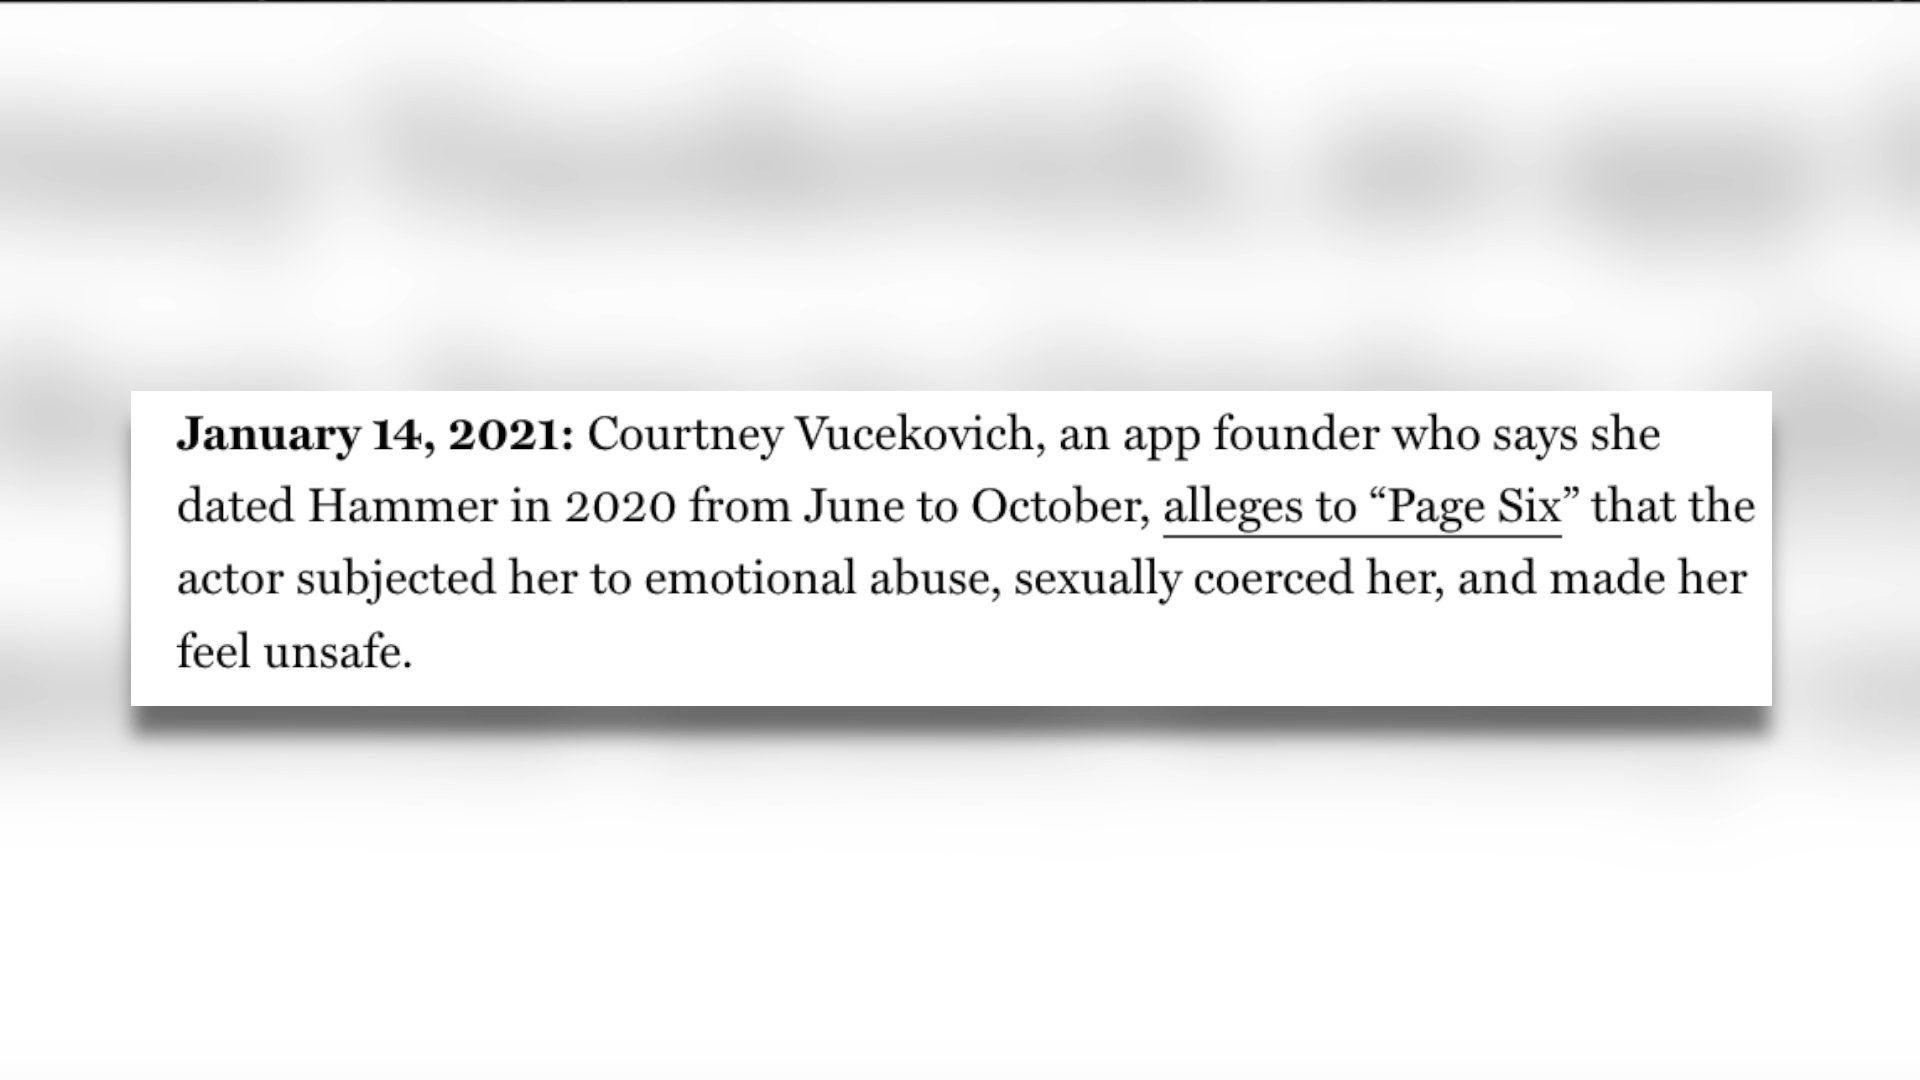 January 14, 2021: Courtney Vucekovich, an app founder who says she
dated Hammer in 2020 from June to October, alleges to “Page Six” that the
actor subjected her to emotional abuse, sexually coerced her, and made her
feel unsafe.